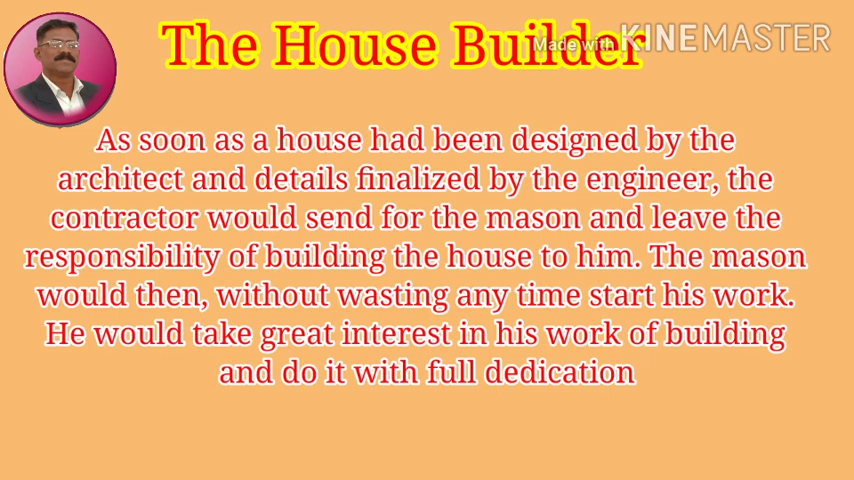 The House Builder
Made with KINEMASTER
As soon as a house had been designed by the
architect and details finalized by the engineer, the
contractor would send for the mason and leave the
responsibility of building the house to him. The mason
would then, without wasting any time start his work.
He would take great interest in his work of building
and do it with full dedication